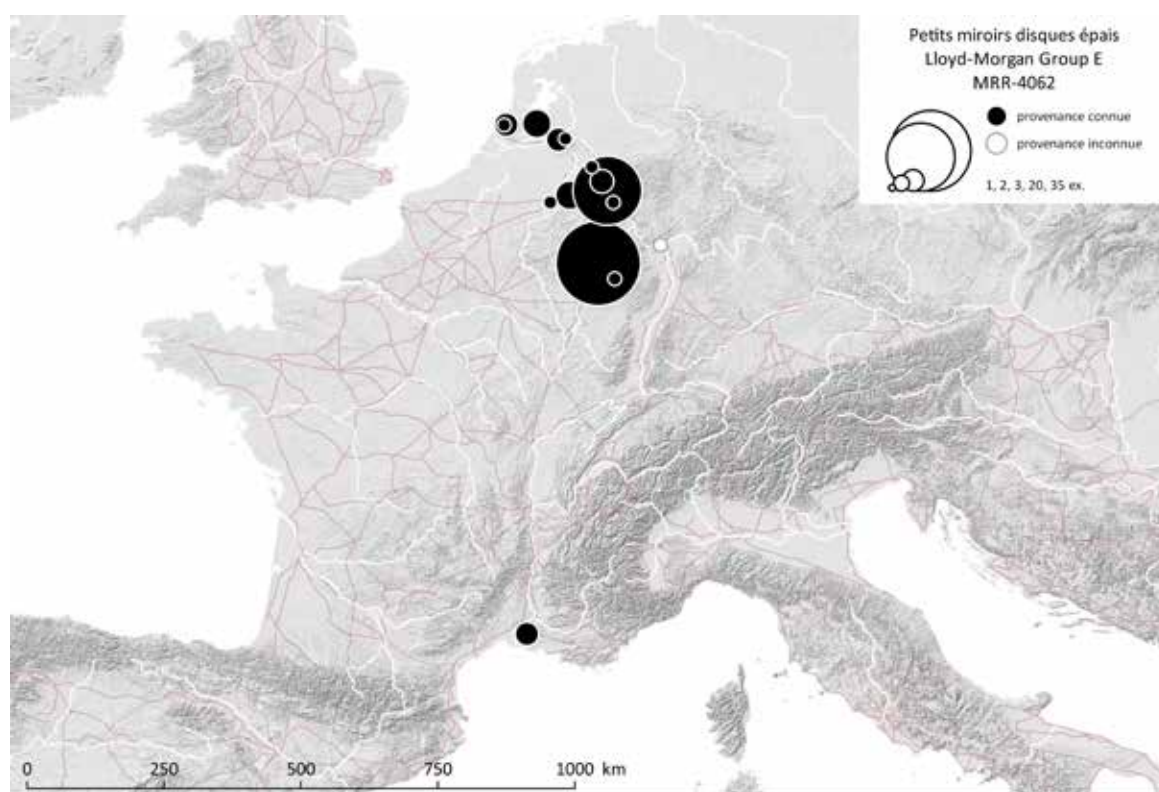 Petits miroirs disques épais
Lloyd-Morgan Group E
MRR-4062
provenance connue
provenance inconnue
1, 2, 3, 20, 35 ex.
0 250 500 750 1000 km